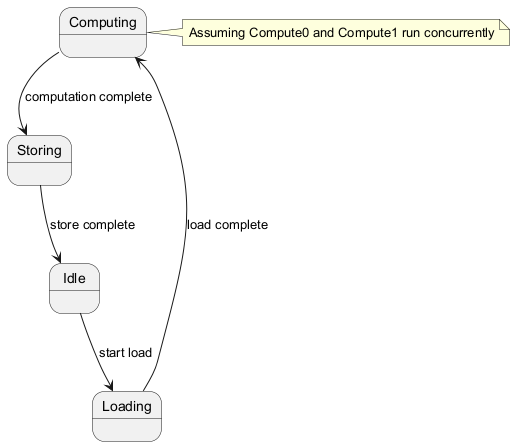 Computing
Assuming Compute0 and Compute1 run concurrently
computation complete
Storing
store complete
load complete
Idle
start load
Loading